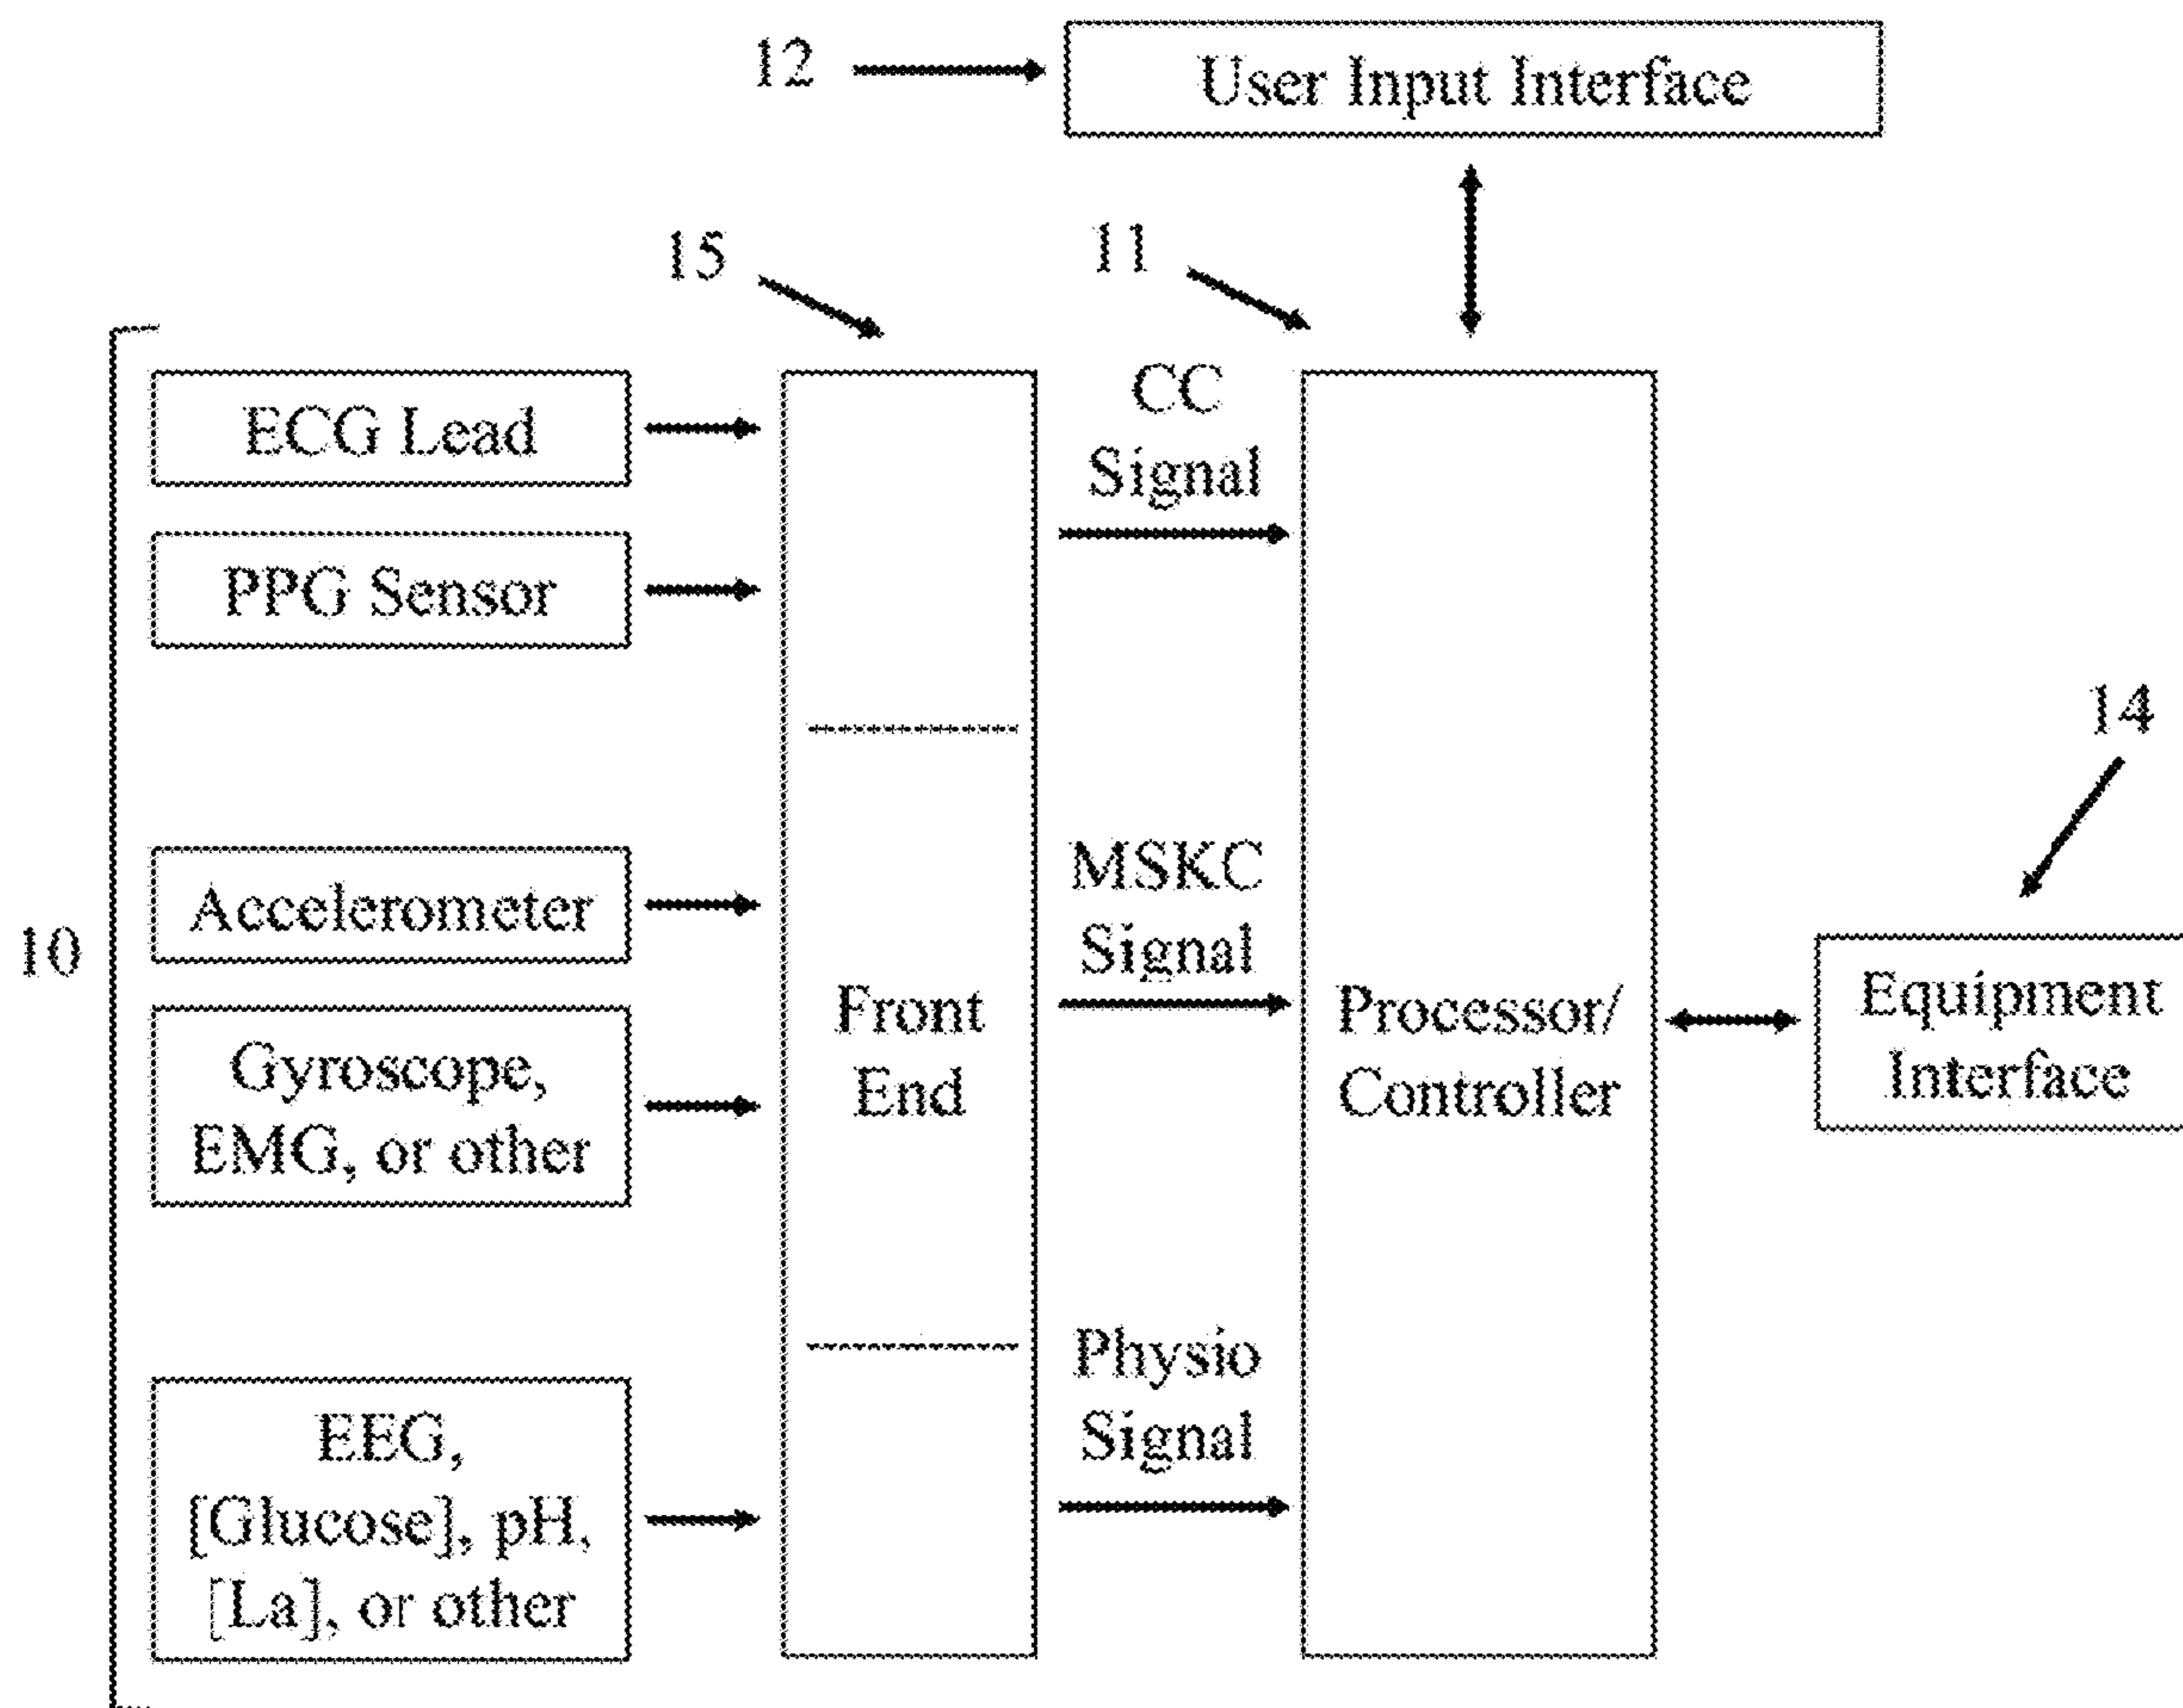 12
User Input Interface
15
11
ECG Lead
CC
Signal
PPG Sensor
14
10
Accelerometer
MSKC
Signal
Gyroscope,
EMG, or other
Front
End
Processor/
Controller
Equipment
Interface
EEG,
[Glucose], pH,
[La], or other
Physio
Signal